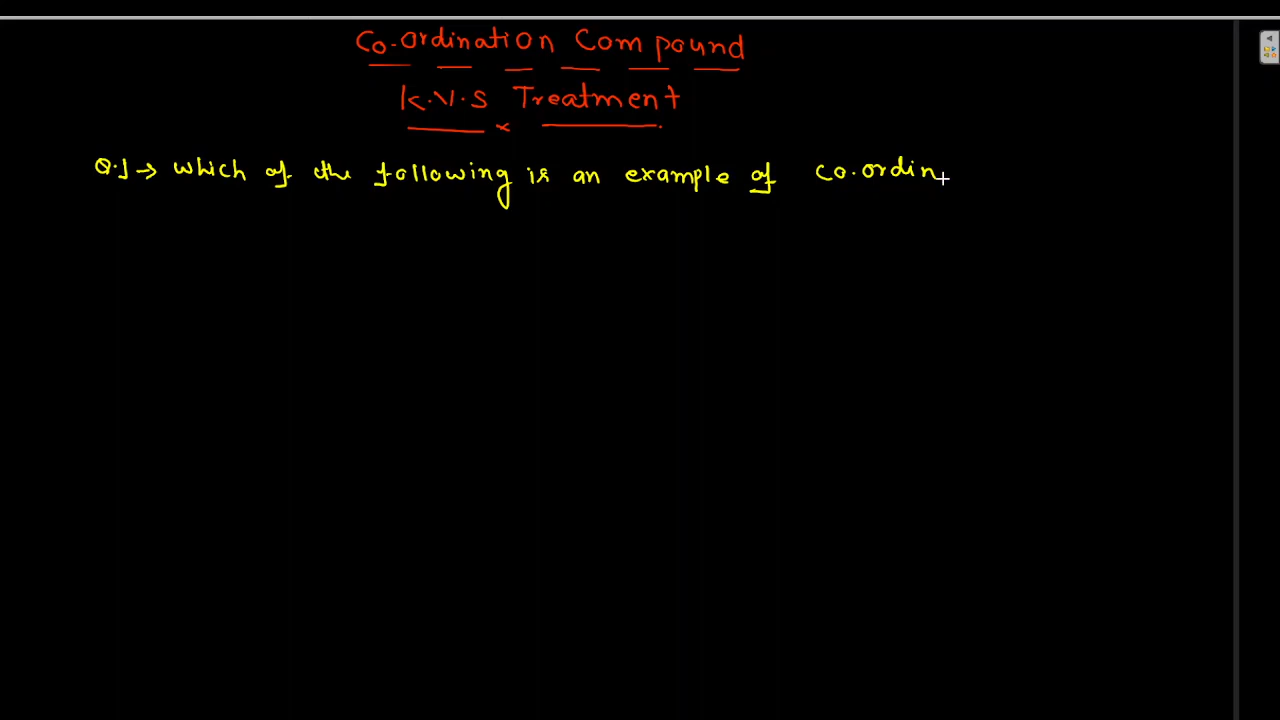 Co.ordination Compound
K.V.S Treatment
Q.1→ which of the following is an example of co.ordin